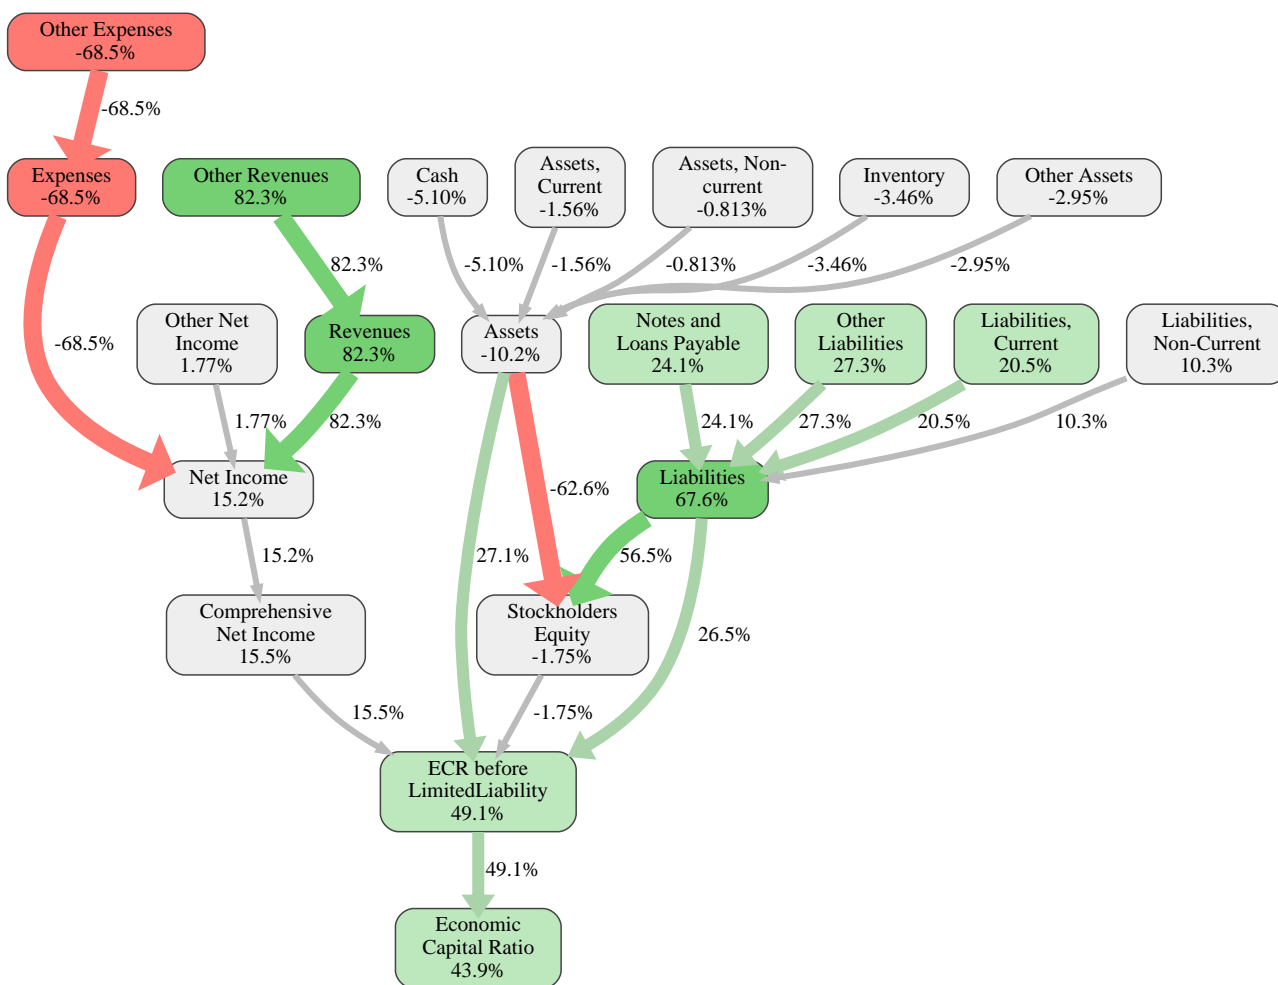 Other Expenses
-68.5%
-68.5%
Expenses
-68.5%
Other Revenues
82.3%
Cash
-5.10%
Assets,
Current
-1.56%
Assets, Non-
current
-0.813%
Inventory
-3.46%
Other Assets
-2.95%
82.3%
-5.10%
-1.56%
-0.813%
-3.46%
-2.95%
-68.5%
Other Net
Income
1.77%
Revenues
82.3%
Assets
-10.2%
Notes and
Loans Payable
24.1%
Other
Liabilities
27.3%
Liabilities,
Current
20.5%
Liabilities,
Non-Current
10.3%
1.77%
82.3%
24.1%
27.3%
20.5%
10.3%
Net Income
15.2%
-62.6%
Liabilities
67.6%
15.2%
27.1%
56.5%
Comprehensive
Net Income
15.5%
Stockholders
Equity
-1.75%
26.5%
15.5%
-1.75%
ECR before
LimitedLiability
49.1%
49.1%
Economic
Capital Ratio
43.9%